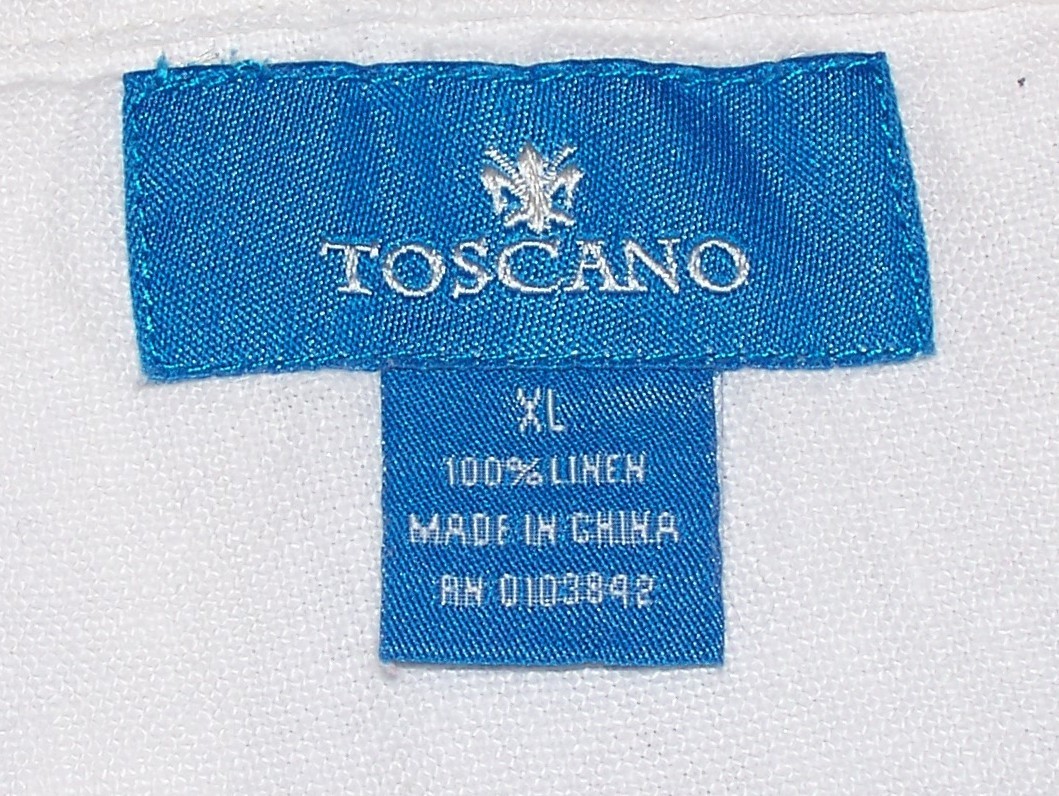 TOSCANO
XL
100% LINEN
MADE IN CHINA
RN 0103842